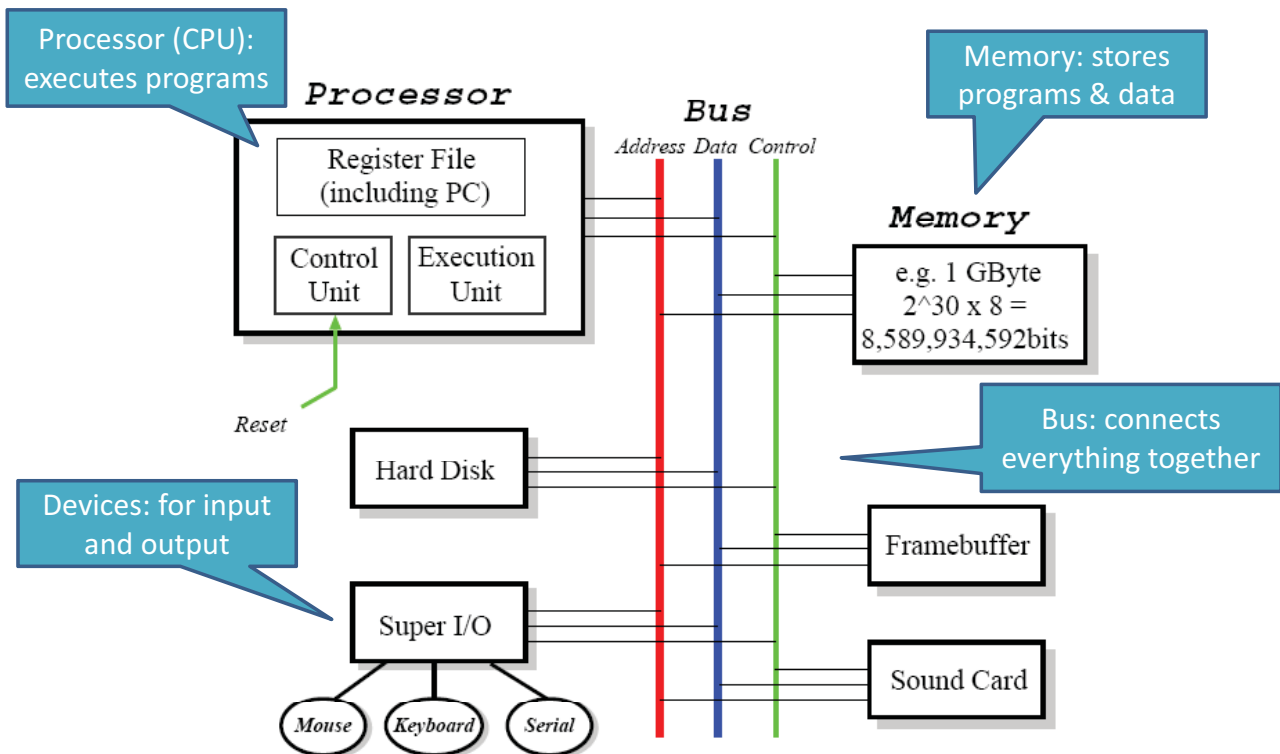 Processor (CPU):
executes programs
Memory: stores
programs & data
Processor
Bus
Address Data Control
Register File
(including PC)
Control
Unit
Execution
Unit
Memory
e.g. 1 GByte
2^30 x 8 =
8,589,934,592bits
Reset
Hard Disk
Bus: connects
everything together
Devices: for input
and output
Framebuffer
Super I/O
Sound Card
Mouse
Keyboard
Serial